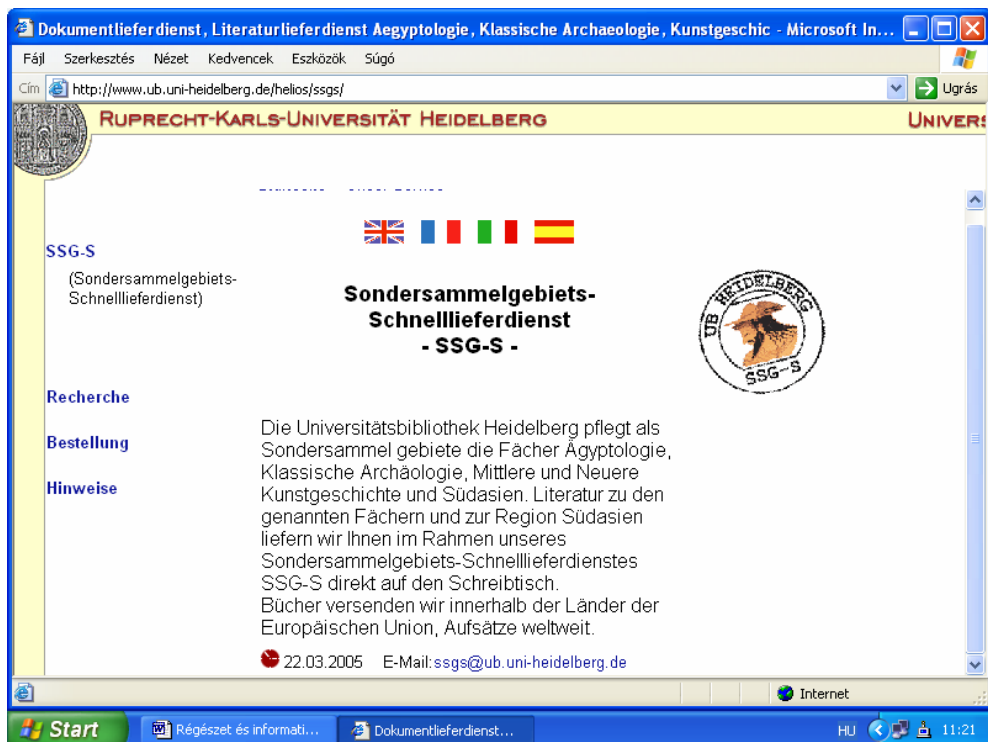 Dokumentlieferdienst, Literaturlieferdienst Aegyptologie, Klassische Archaeologie, Kunstgeschic - Microsoft In...
Fájl Szerkesztés Nézet Kedvencek Eszközök Súgó
Cím http://www.ub.uni-heidelberg.de/helios/ssgs/ Ugrás
RUPRECHT-KARLS-UNIVERSITÄT HEIDELBERG
SSG-S
(Sondersammelgebiets-
Schnelllieferdienst)
Recherche
Bestellung
Hinweise
Sondersammelgebiets-
Schnelllieferdienst
- SSG-S -
UB HEIDELBERG
SSG-S
Die Universitätsbibliothek Heidelberg pflegt als
Sondersammel gebiete die Fächer Ägyptologie,
Klassische Archäologie, Mittlere und Neuere
Kunstgeschichte und Südasien. Literatur zu den
genannten Fächern und zur Region Südasien
liefern wir Ihnen im Rahmen unseres
Sondersammelgebiets-Schnelllieferdienstes
SSG-S direkt auf den Schreibtisch.
Bücher versenden wir innerhalb der Länder der
Europäischen Union, Aufsätze weltweit.
22.03.2005 E-Mail:ssgs@ub.uni-heidelberg.de
Internet
Start Régészet és informati... Dokumentlieferdienst... HU 11:21